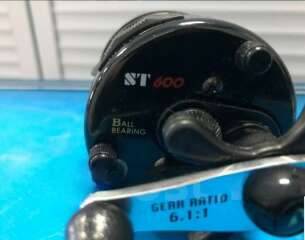 ST 600
BALL
BEARING
GEAR RATIO
6.1:1